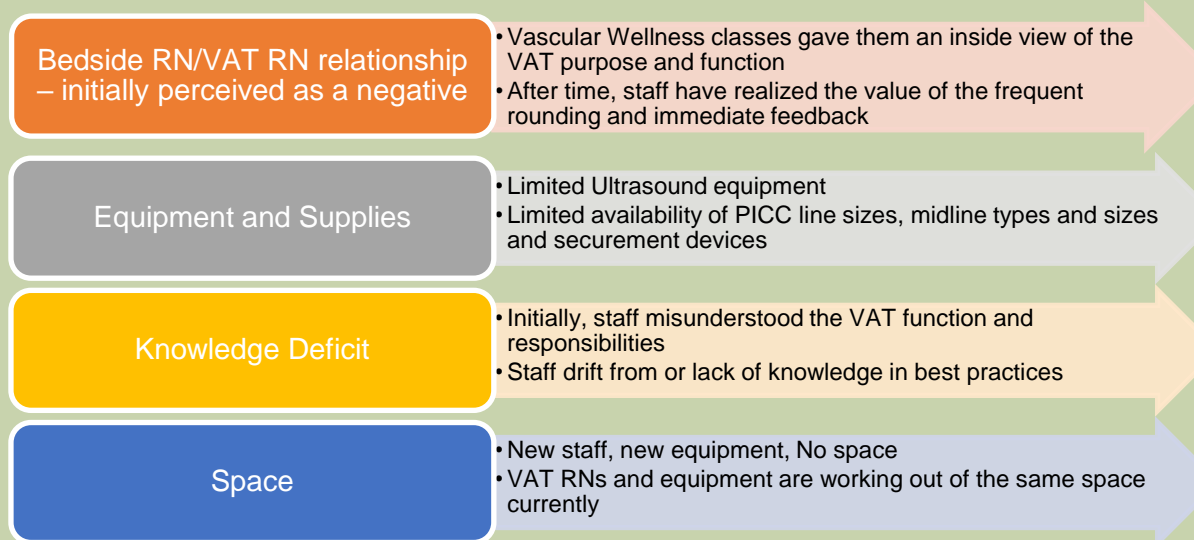 Bedside RN/VAT RN relationship
– initially perceived as a negative
• Vascular Wellness classes gave them an inside view of the
VAT purpose and function
• After time, staff have realized the value of the frequent
rounding and immediate feedback
Equipment and Supplies
• Limited Ultrasound equipment
• Limited availability of PICC line sizes, midline types and sizes
and securement devices
Knowledge Deficit
• Initially, staff misunderstood the VAT function and
responsibilities
• Staff drift from or lack of knowledge in best practices
Space
• New staff, new equipment, No space
• VAT RNs and equipment are working out of the same space
currently